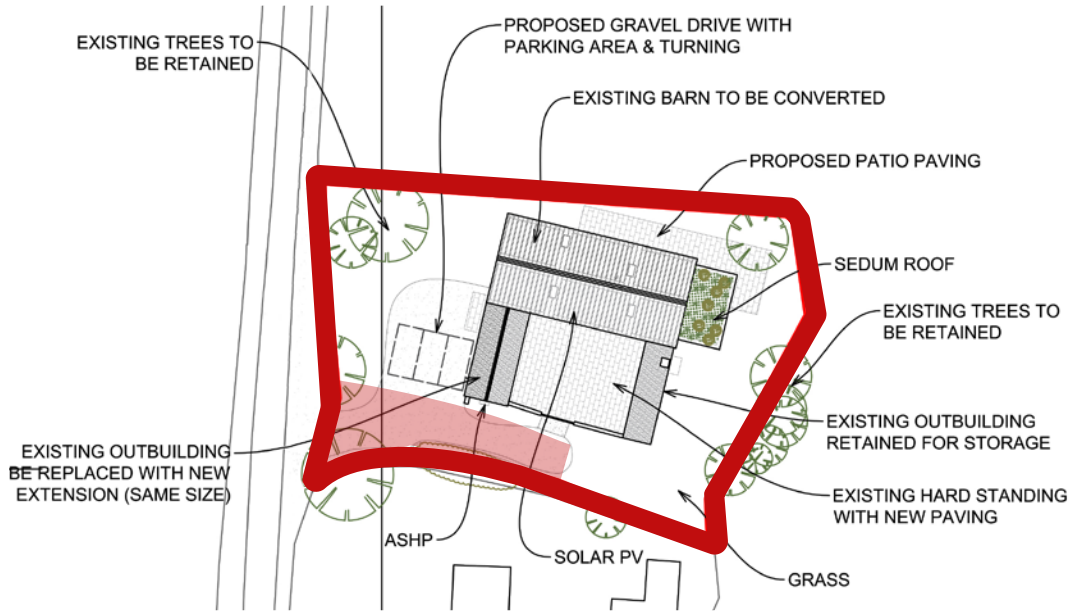 PROPOSED GRAVEL DRIVE WITH
PARKING AREA & TURNING
EXISTING TREES TO
BE RETAINED
EXISTING BARN TO BE CONVERTED
PROPOSED PATIO PAVING
SEDUM ROOF
EXISTING TREES TO
BE RETAINED
EXISTING OUTBUILDING
RETAINED FOR STORAGE
EXISTING OUTBUILDING
BE REPLACED WITH NEW
EXTENSION (SAME SIZE)
EXISTING HARD STANDING
WITH NEW PAVING
ASHP
SOLAR PV
GRASS